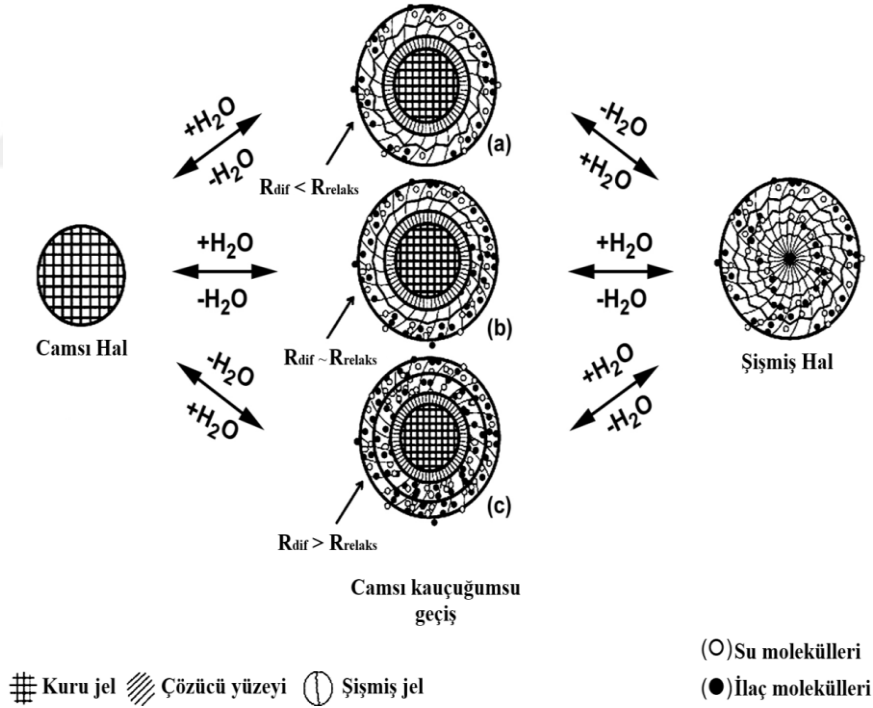 +H₂O
-H₂O
(a)
Rdif < Rrelaks
-H₂O
+H₂O
Camsı Hal
+H₂O
-H₂O
(b)
Rdif ~ Rrelaks
+H₂O
-H₂O
Şişmiş Hal
-H₂O
+H₂O
(c)
Rdif > Rrelaks
+H₂O
-H₂O
Camsı kauçuğumsu
geçiş
Kuru jel Çözücü yüzeyi Şişmiş jel
(○) Su molekülleri
(●) İlaç molekülleri